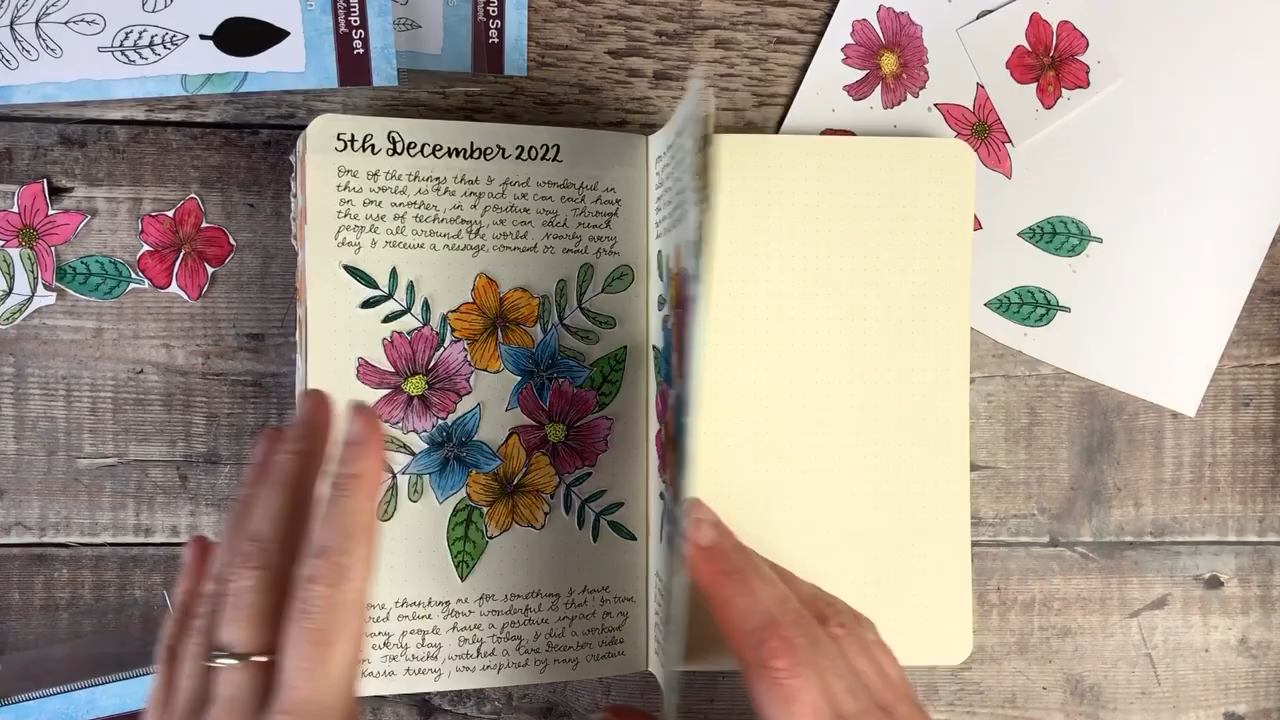 amp Set
5th December 2022
One of the things that I find wonderful in
this world, is the impact we can each have
on one another, in a positive way. Through
the use of technology, we can each reach
people all around the world. Nearly every
day I receive a message, comment or email from
one, thanking me for something I have
red online. How wonderful is that! In turn,
many people have a positive impact on my
every day. Only today, I did a workout
Joe Wicks, watched a Care December video
Kasia Avery, was inspired by many creative